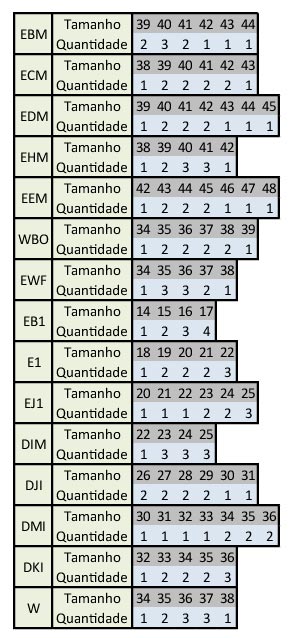 EBM Tamanho 39 40 41 42 43 44
Quantidade 2 3 2 1 1 1
ECM Tamanho 38 39 40 41 42 43
Quantidade 1 2 2 2 2 1
EDM Tamanho 39 40 41 42 43 44 45
Quantidade 1 2 2 2 1 1 1
EHM Tamanho 38 39 40 41 42
Quantidade 1 2 3 3 1
EEM Tamanho 42 43 44 45 46 47 48
Quantidade 1 2 2 2 1 1 1
WBO Tamanho 34 35 36 37 38 39
Quantidade 1 2 2 2 2 1
EWF Tamanho 34 35 36 37 38
Quantidade 1 3 3 2 1
EB1 Tamanho 14 15 16 17
Quantidade 1 2 3 4
E1 Tamanho 18 19 20 21 22
Quantidade 1 2 2 2 3
EJ1 Tamanho 20 21 22 23 24 25
Quantidade 1 1 1 2 2 3
DIM Tamanho 22 23 24 25
Quantidade 1 3 3 3
DJI Tamanho 26 27 28 29 30 31
Quantidade 2 2 2 2 1 1
DMI Tamanho 30 31 32 33 34 35 36
Quantidade 1 1 1 1 2 2 2
DKI Tamanho 32 33 34 35 36
Quantidade 1 2 2 2 3
W Tamanho 34 35 36 37 38
Quantidade 1 2 3 3 1